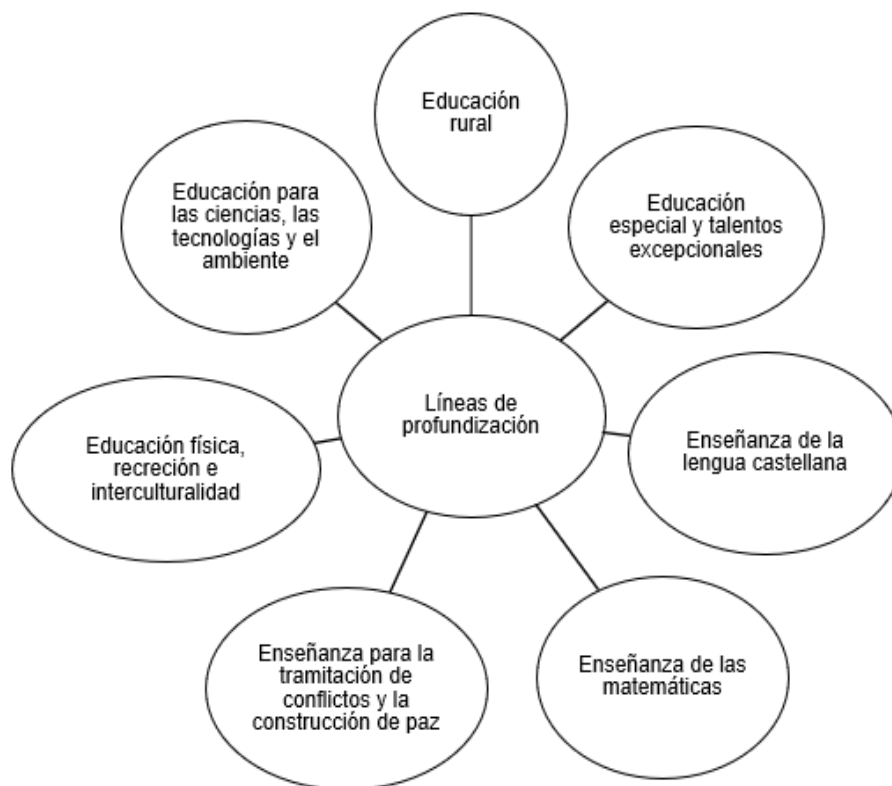 Educación
rural
Educación para
las ciencias, las
tecnologías y el
ambiente
Educación
especial y talentos
excepcionales
Líneas de
profundización
Educación física,
recreción e
interculturalidad
Enseñanza de la
lengua castellana
Enseñanza para la
tramitación de
conflictos y la
construcción de paz
Enseñanza de las
matemáticas